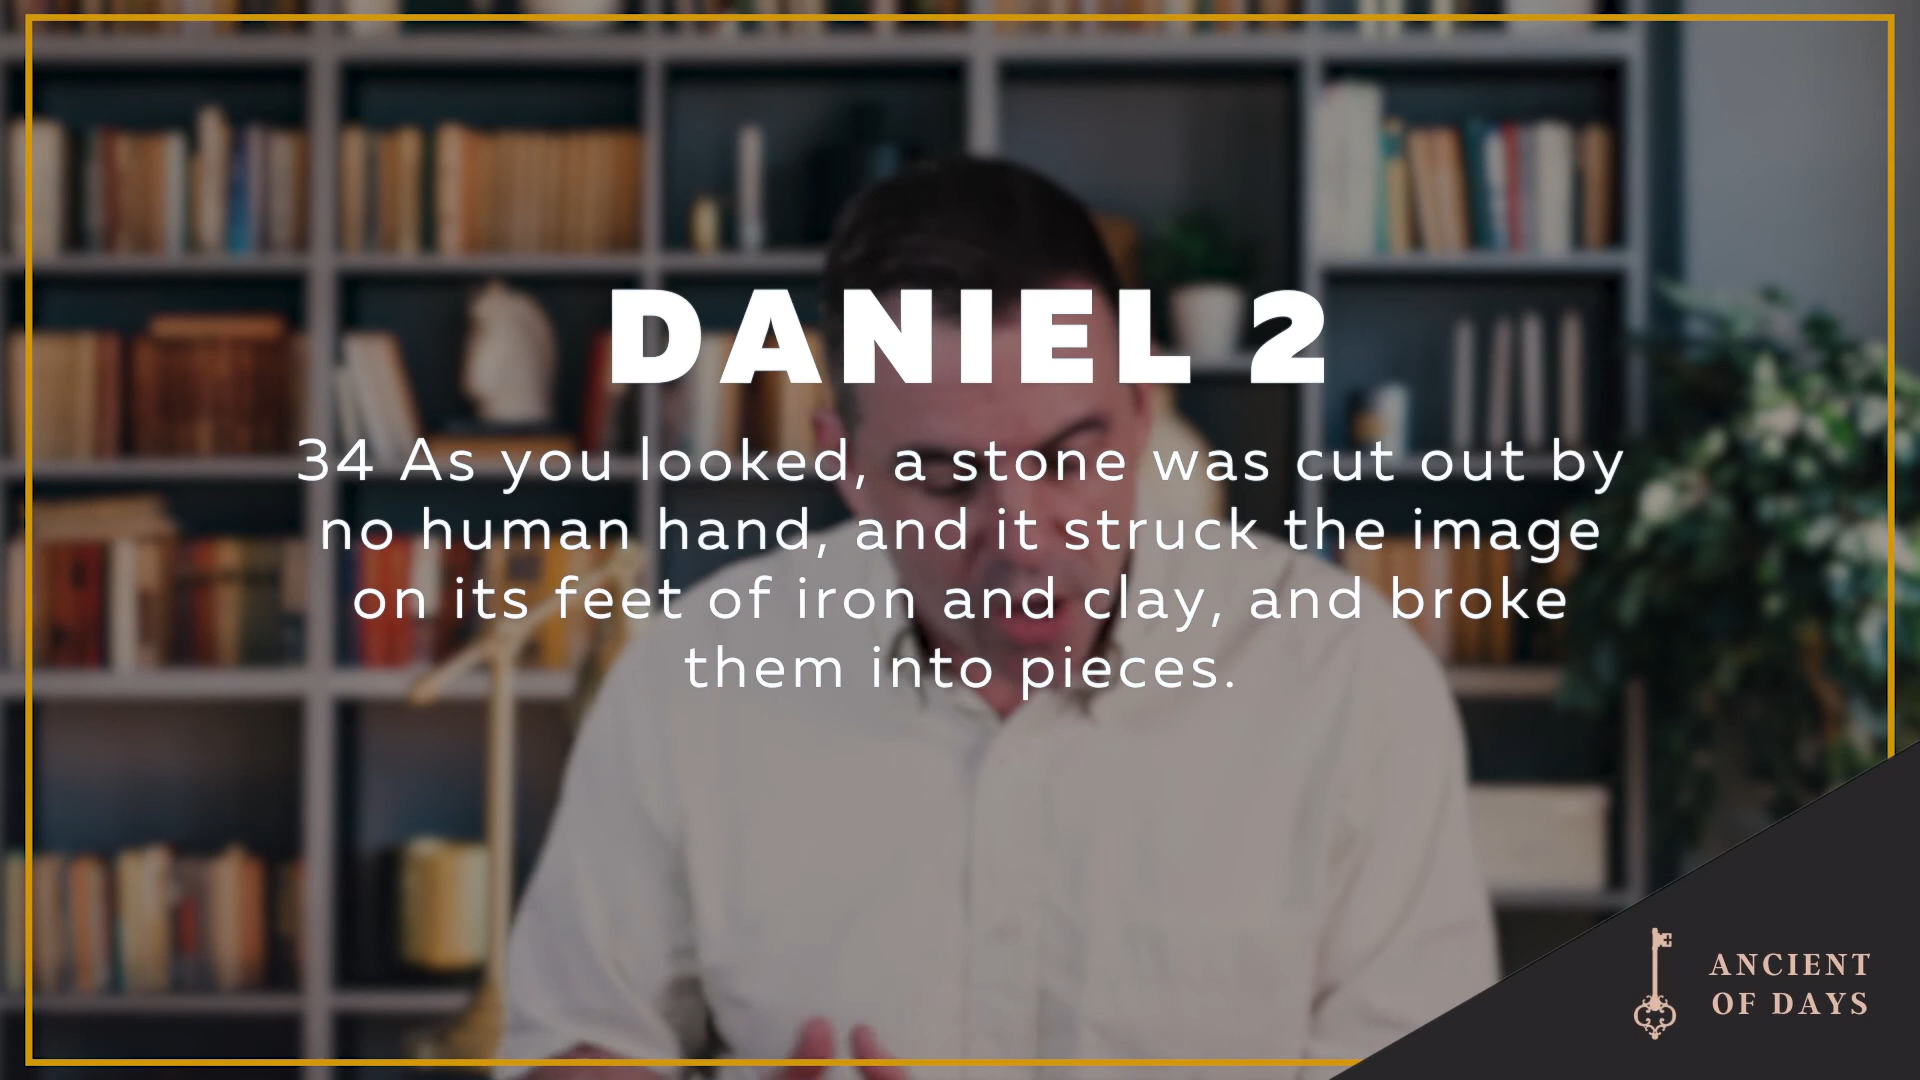 DANIEL 2
34 As you looked, a stone was cut out by
no human hand, and it struck the image
on its feet of iron and clay, and broke
them into pieces.
ANCIENT
OF DAYS